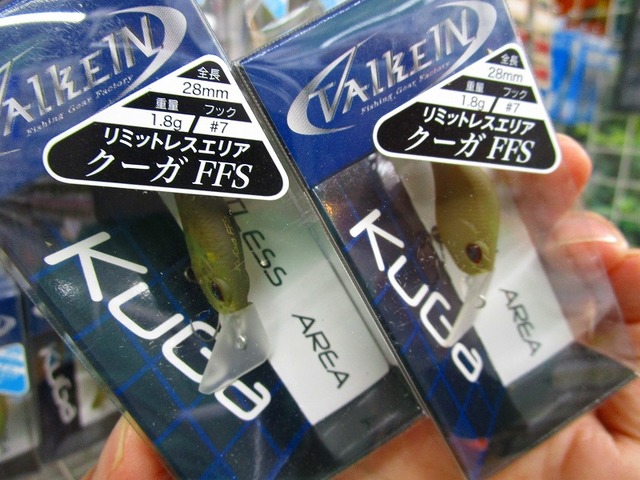 ValkeIN
Fishing Gear Factory
全長
28mm
重量 フック
1.8g #7
リミットレスエリア
クーガ FFS
KUGa
TLESS
AREA
ValkeIN
Fishing Gear Factory
全長
28mm
重量 フック
1.8g #7
リミットレスエリア
クーガ FFS
KUGa
AREA